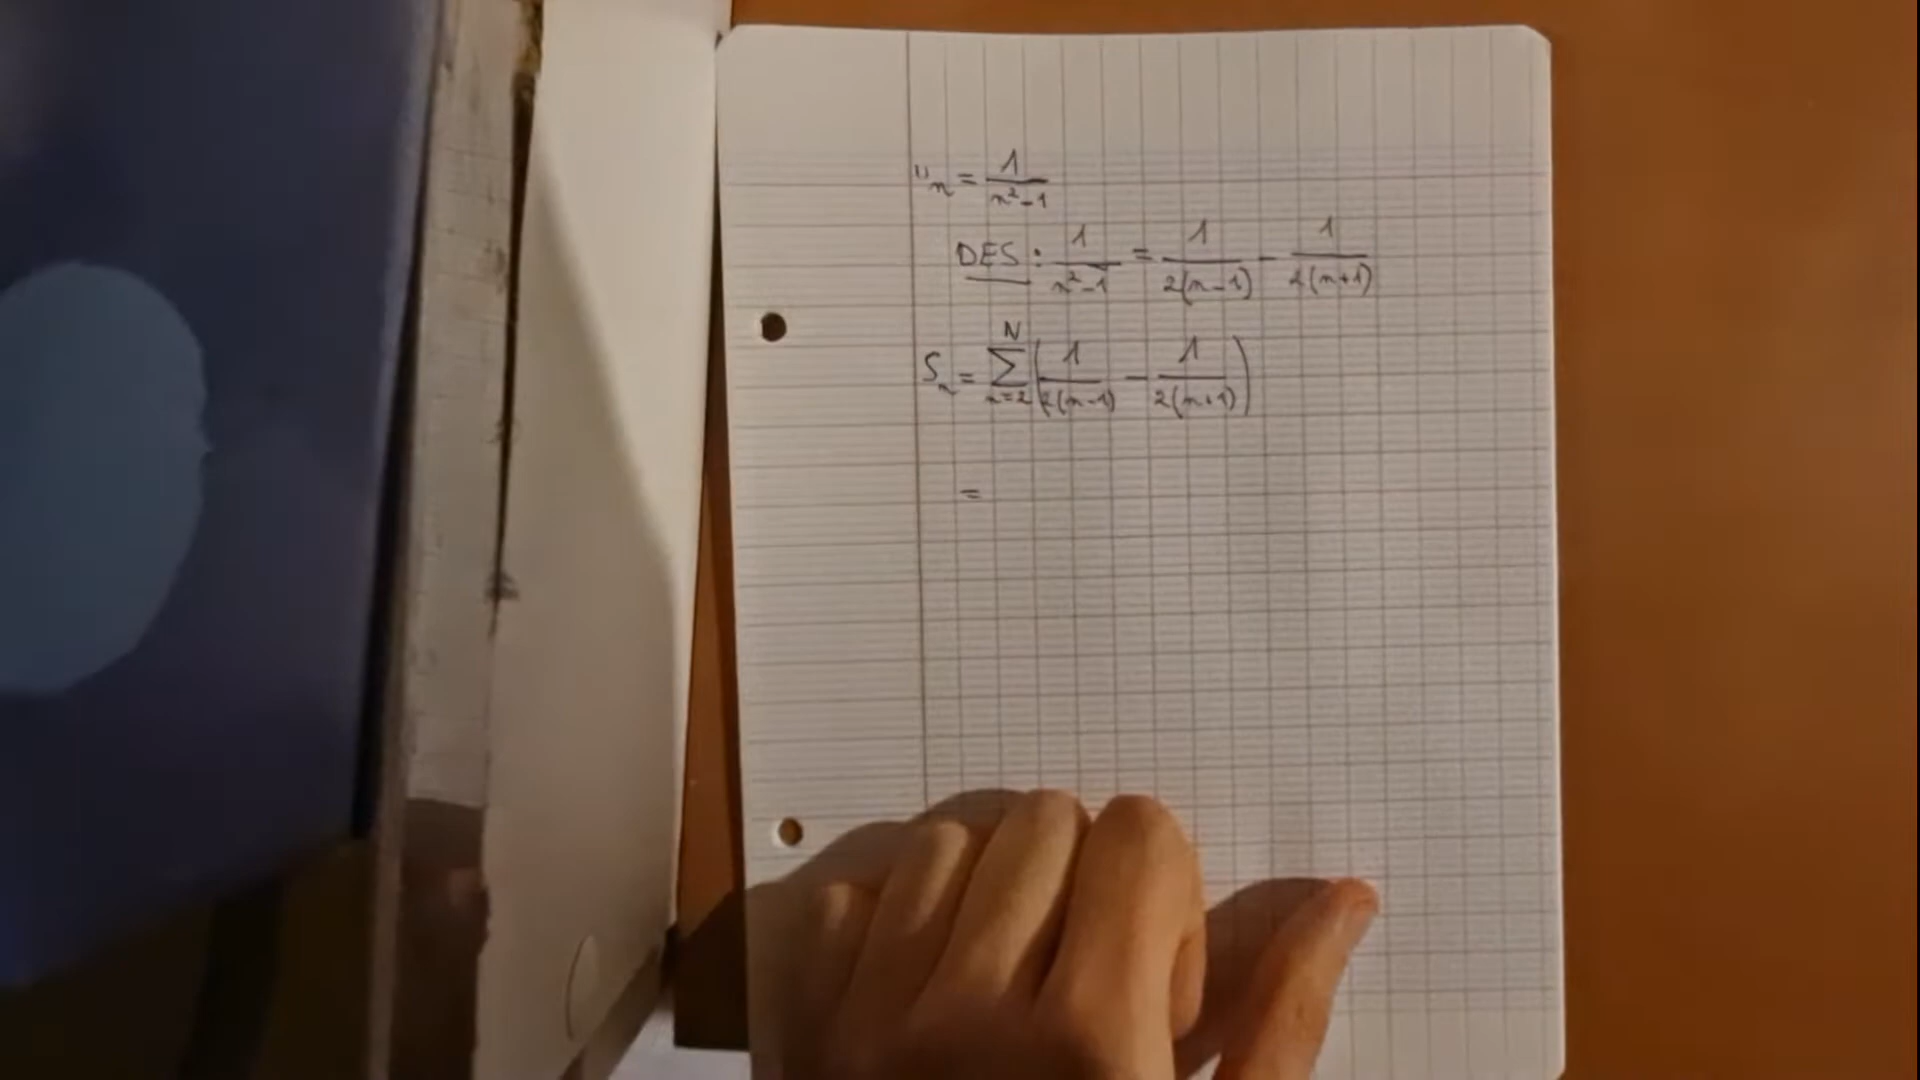 u_n = 1/(n²-1)
DES : 1/(n²-1) = 1/(2(n-1)) - 1/(2(n+1))
S_n = ∑_{n=2}^{N} (1/(2(n-1)) - 1/(2(n+1)))
=